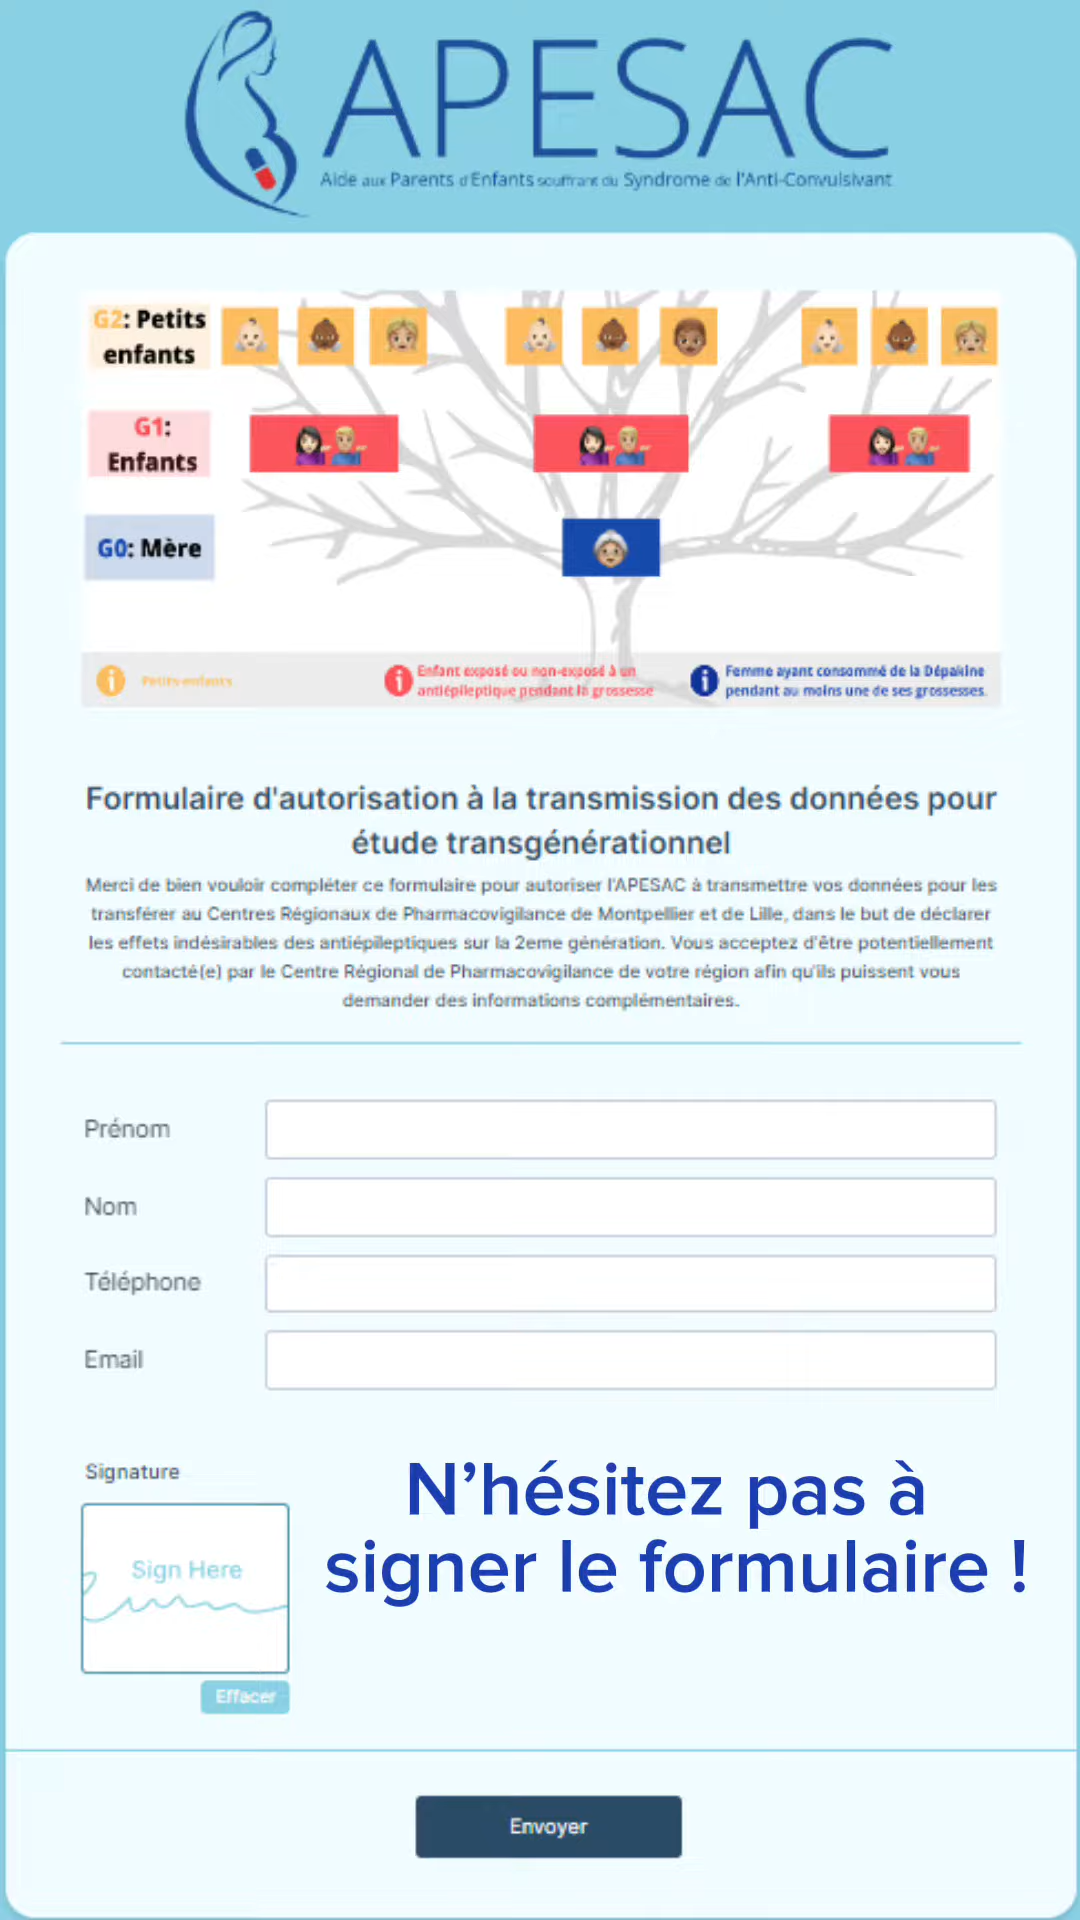 APESAC
Aide aux Parents d'Enfants souffrant du Syndrome de l'Anti-Convulsivant
G2: Petits
enfants
G1:
Enfants
G0: Mère
Petits-enfants
Enfant exposé ou non-exposé à un
antiépileptique pendant la grossesse
Femme ayant consommé de la Dépakine
pendant au moins une de ses grossesses.
Formulaire d'autorisation à la transmission des données pour
étude transgénérationnel
Merci de bien vouloir compléter ce formulaire pour autoriser l'APESAC à transmettre vos données pour les
transférer au Centres Régionaux de Pharmacovigilance de Montpellier et de Lille, dans le but de déclarer
les effets indésirables des antiépileptiques sur la 2eme génération. Vous acceptez d'être potentiellement
contacté(e) par le Centre Régional de Pharmacovigilance de votre région afin qu'ils puissent vous
demander des informations complémentaires.
Prénom
Nom
Téléphone
Email
Signature
Sign Here
Effacer
N'hésitez pas à
signer le formulaire !
Envoyer